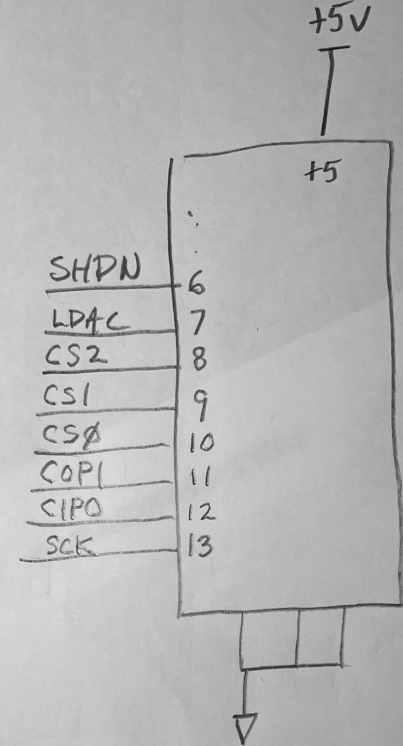 +5V
+5
SHDN 6
LDAC 7
CS2 8
CS1 9
CSØ 10
COPI 11
CIPO 12
SCK 13